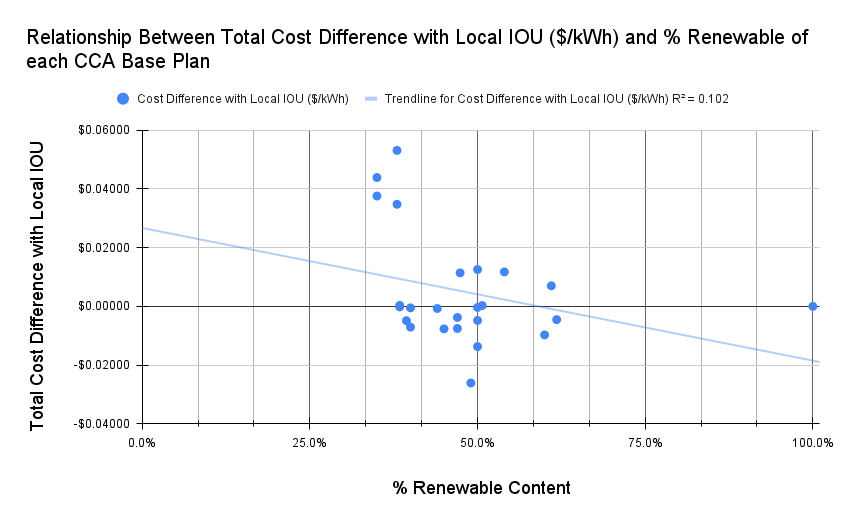 Relationship Between Total Cost Difference with Local IOU ($/kWh) and % Renewable of
each CCA Base Plan
Cost Difference with Local IOU ($/kWh)
Trendline for Cost Difference with Local IOU ($/kWh) R² = 0.102
Total Cost Difference with Local IOU
$0.06000
$0.04000
$0.02000
$0.00000
-$0.02000
-$0.04000
0.0%
25.0%
50.0%
75.0%
100.0%
% Renewable Content